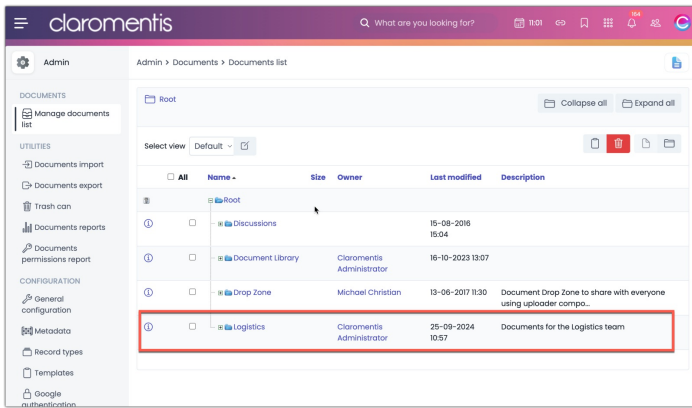 claromentis
What are you looking for?
11:01
164
Admin
Admin > Documents > Documents list
DOCUMENTS
Manage documents
list
UTILITIES
Documents import
Documents export
Trash can
Documents reports
Documents
permissions report
CONFIGURATION
General
configuration
Metadata
Record types
Templates
Google
authentication
Root
Collapse all
Expand all
Select view Default
All Name Size Owner Last modified Description
Root
Discussions 15-08-2016
15:04
Document Library Claromentis 16-10-2023 13:07
Administrator
Drop Zone Michael Christian 13-06-2017 11:30 Document Drop Zone to share with everyone
using uploader compo...
Logistics Claromentis 25-09-2024 Documents for the Logistics team
Administrator 10:57